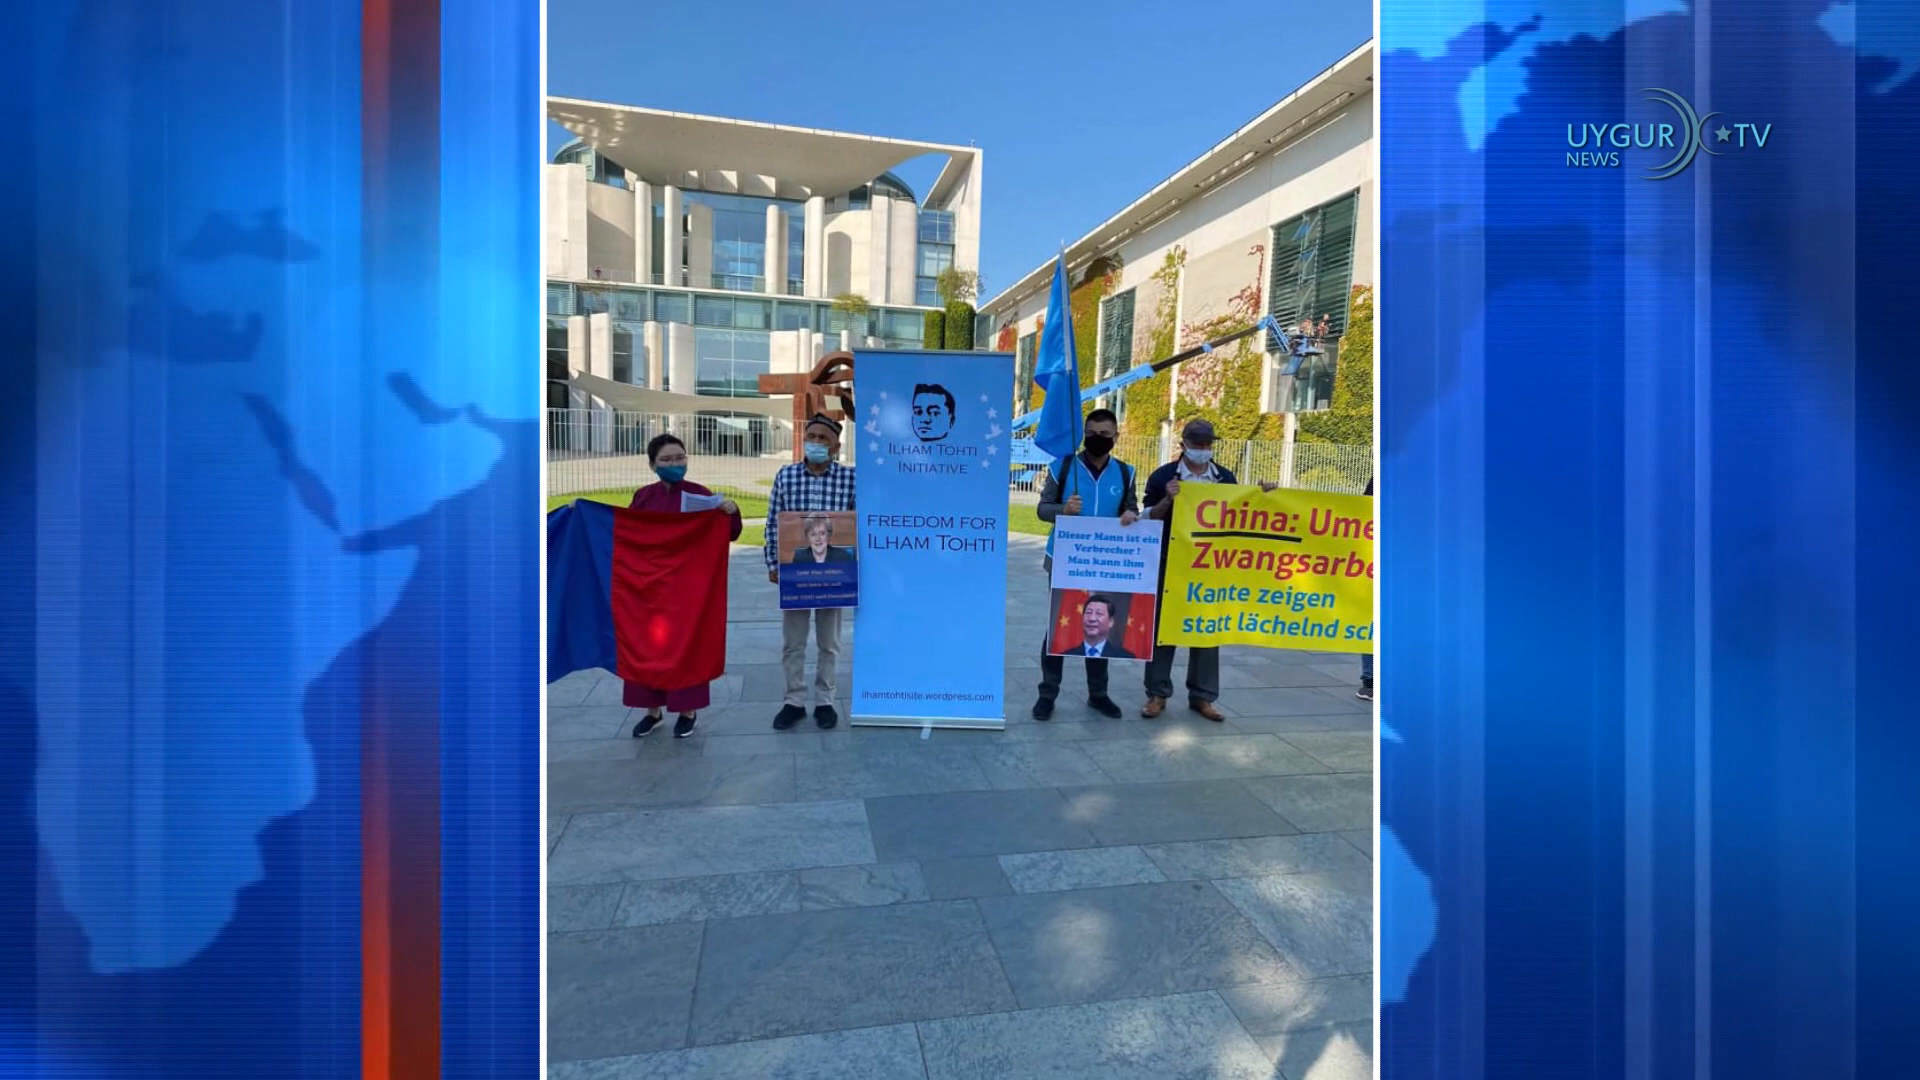 UYGUR TV
NEWS
ILHAM TOHTI
INITIATIVE
FREEDOM FOR
ILHAM TOHTI
ilhamtohtisite.wordpress.com
Dieser Mann ist ein
Verbrecher !
Man kann ihm
nicht trauen !
China: Ume
Zwangsarbe
Kante zeigen
statt lächelnd sch